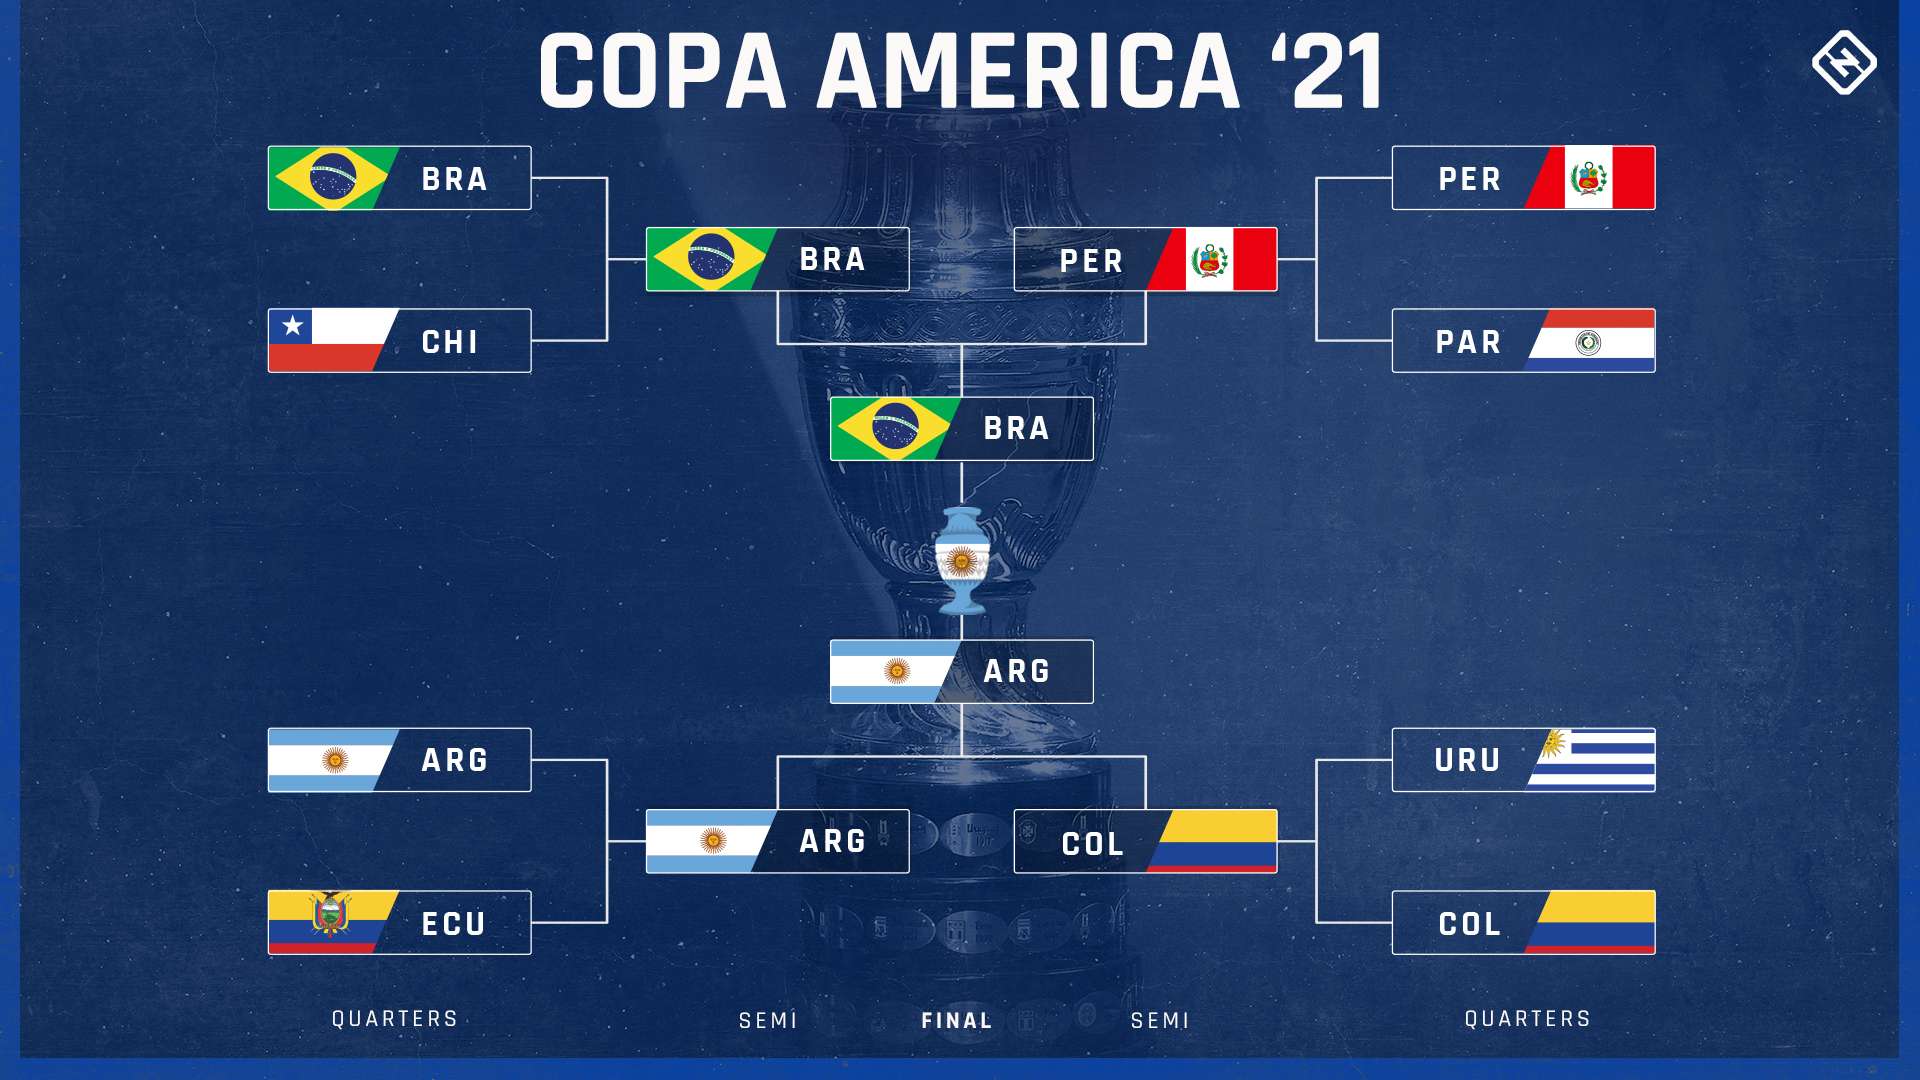 COPA AMERICA ‘21
BRA
PER
BRA
PER
CHI
PAR
BRA
ARG
ARG
URU
ARG
COL
ECU
COL
QUARTERS
SEMI
FINAL
SEMI
QUARTERS